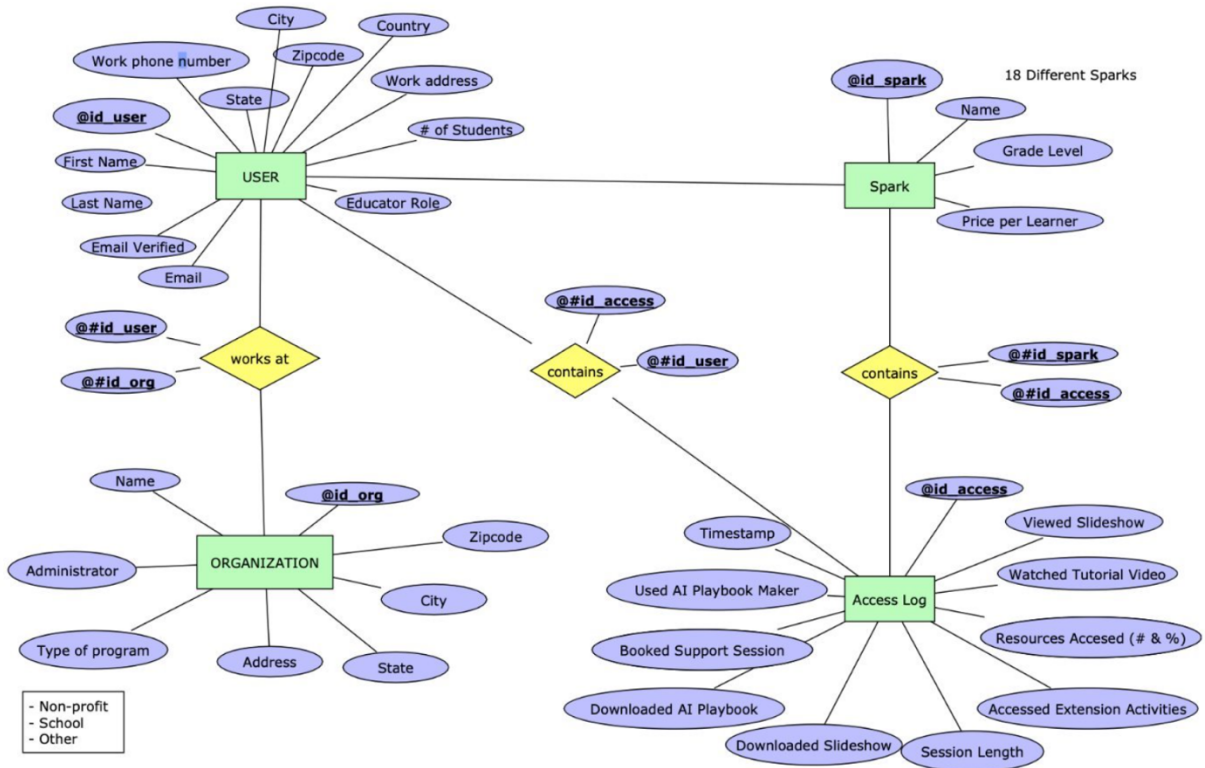 City
Country
Work phone number
Zipcode
State
Work address
@id_user
# of Students
First Name
USER
Last Name
Educator Role
Email Verified
Email
@id_spark
18 Different Sparks
Name
Grade Level
Spark
Price per Learner
@#id_user
works at
@#id_org
@#id_access
@#id_user
contains
@#id_spark
contains
@#id_access
Name
@id_org
Zipcode
ORGANIZATION
Administrator
City
Type of program
Address
State
- Non-profit
- School
- Other
@id_access
Timestamp
Viewed Slideshow
Watched Tutorial Video
Used AI Playbook Maker
Access Log
Resources Accesed (# & %)
Booked Support Session
Downloaded AI Playbook
Accessed Extension Activities
Downloaded Slideshow
Session Length